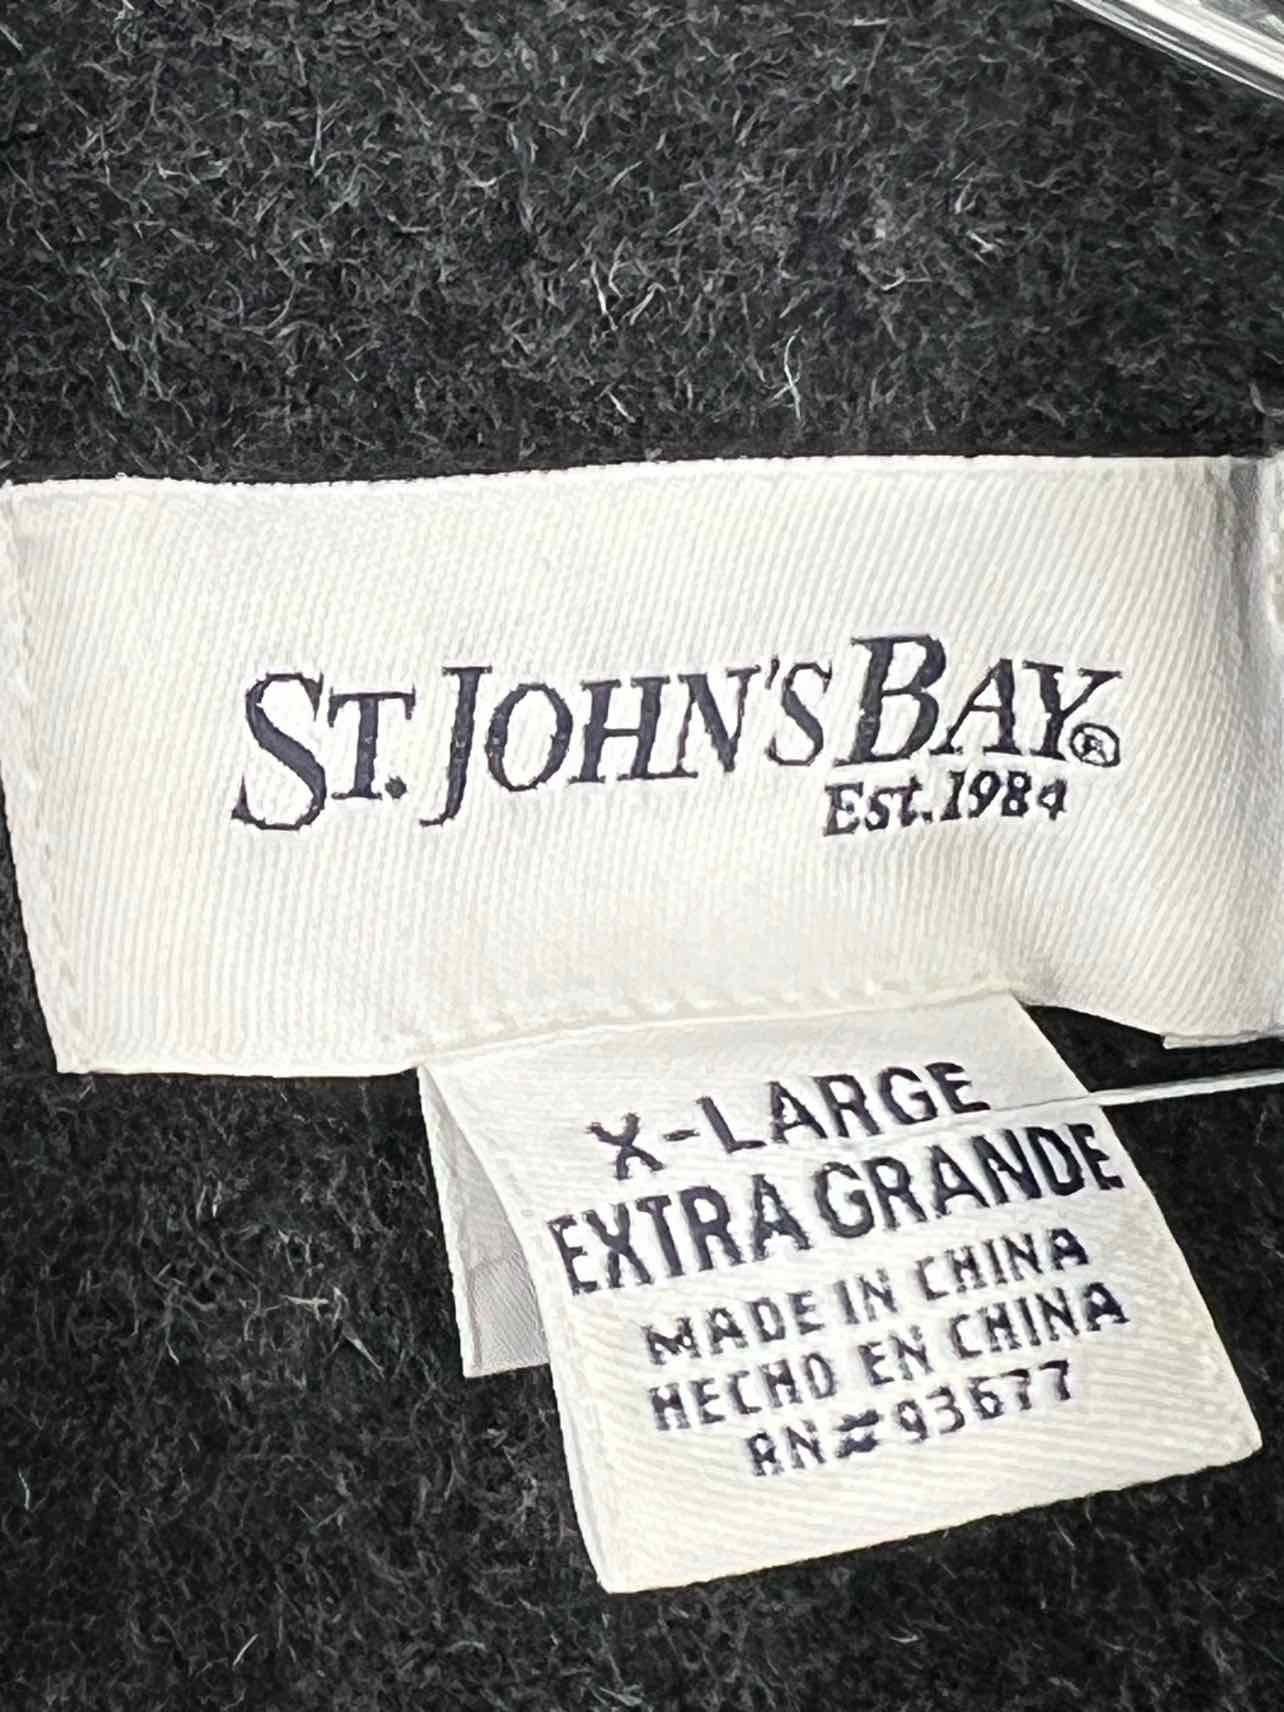 ST. JOHN'S BAY®
Est. 1984
X-LARGE
EXTRA GRANDE
MADE IN CHINA
HECHO EN CHINA
RN# 93677